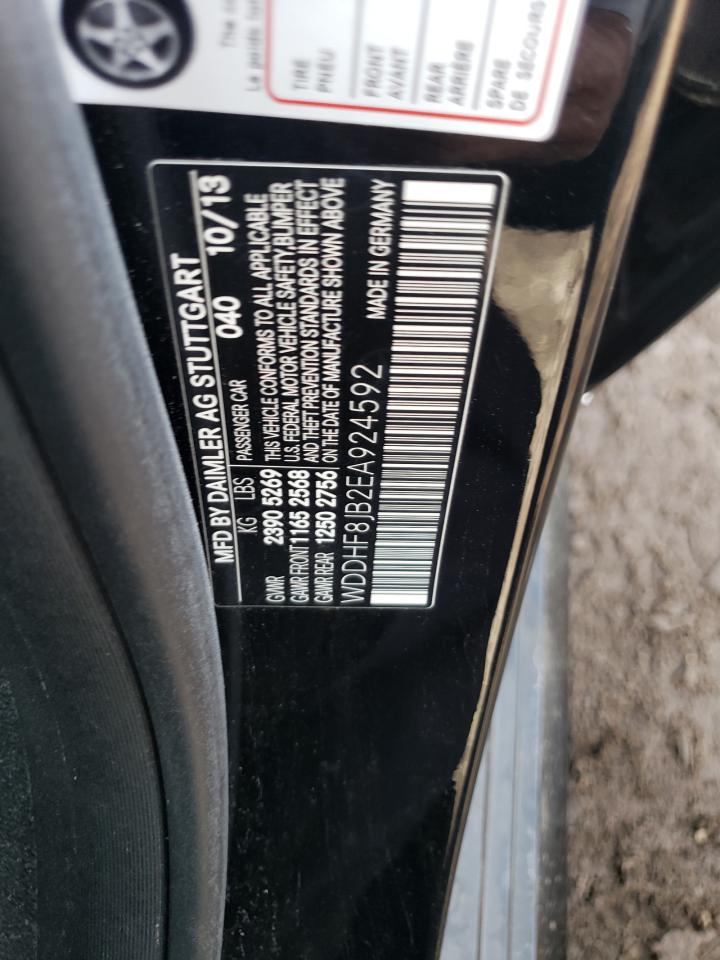 The
La poids
TIRE
PNEU
FRONT
AVANT
REAR
ARRIÈRE
SPARE
DE SECOURS
MFD BY DAIMLER AG STUTTGART
040 10/13
KG LBS PASSENGER CAR
GVWR 2390 5269 THIS VEHICLE CONFORMS TO ALL APPLICABLE
GAWR FRONT 1165 2568 U.S. FEDERAL MOTOR VEHICLE SAFETY, BUMPER
GAWR REAR 1250 2756 AND THEFT PREVENTION STANDARDS IN EFFECT
ON THE DATE OF MANUFACTURE SHOWN ABOVE
WDDHF8JB2EA924592 MADE IN GERMANY